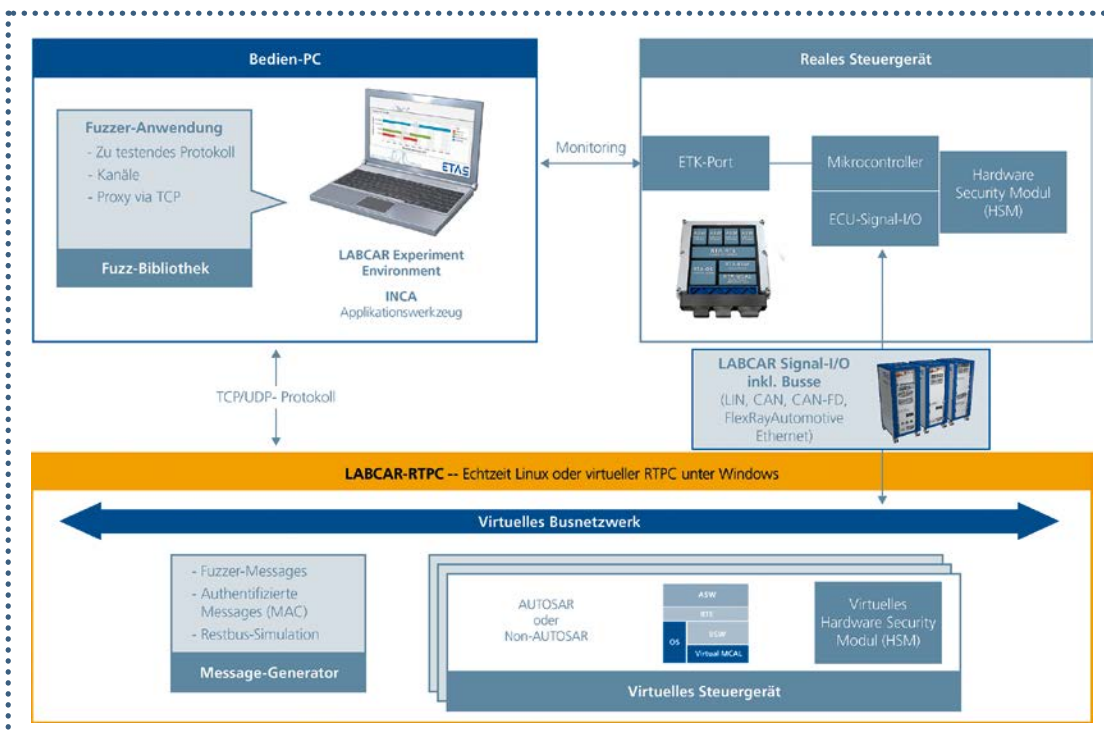 Bedien-PC
Fuzzer-Anwendung
- Zu testendes Protokoll
- Kanäle
- Proxy via TCP
Fuzz-Bibliothek
ETAS
LABCAR Experiment
Environment
INCA
Applikationswerkzeug
Monitoring
Reales Steuergerät
ETK-Port
Mikrocontroller
ECU-Signal-I/O
Hardware
Security Modul
(HSM)
TCP/UDP- Protokoll
LABCAR Signal-I/O
inkl. Busse
(LIN, CAN, CAN-FD,
FlexRayAutomotive
Ethernet)
LABCAR-RTPC -- Echtzeit Linux oder virtueller RTPC unter Windows
Virtuelles Busnetzwerk
- Fuzzer-Messages
- Authentifizierte
Messages (MAC)
- Restbus-Simulation
Message-Generator
AUTOSAR
oder
Non-AUTOSAR
ASW
RTE
OS
BSW
Virtual MCAL
Virtuelles
Hardware Security
Modul (HSM)
Virtuelles Steuergerät